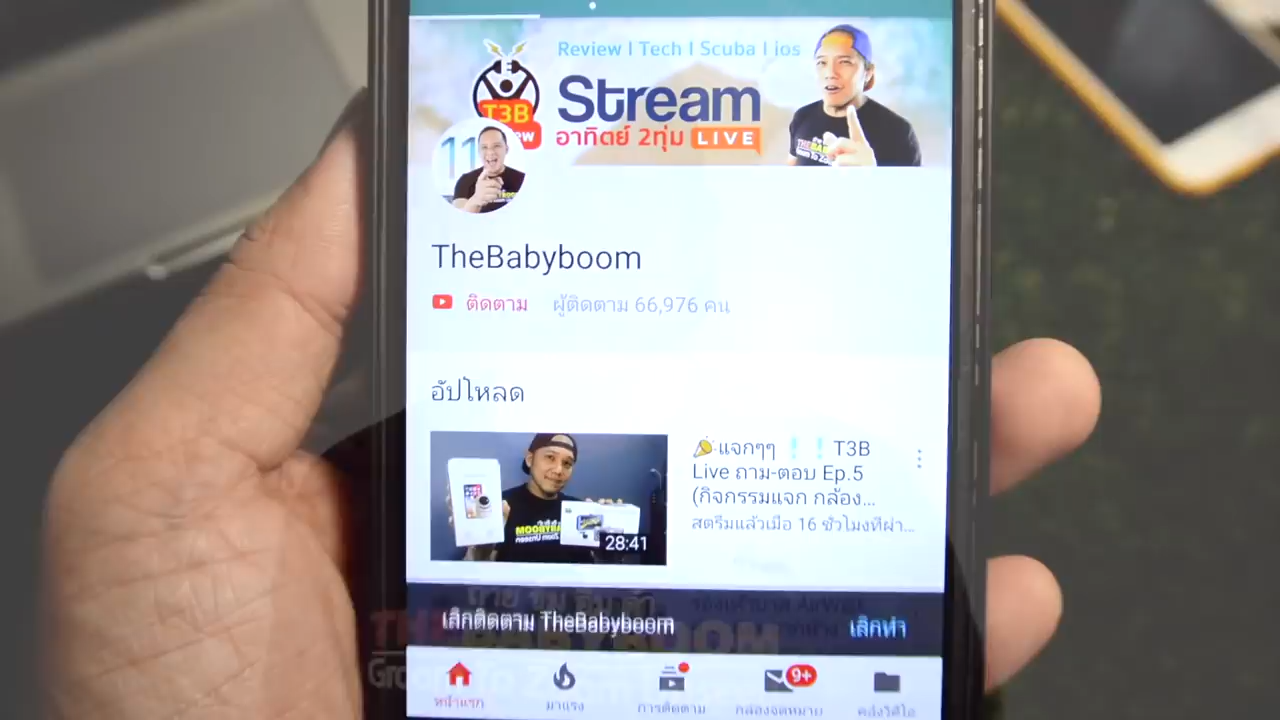 Review | Tech | Scuba | ios
T3B
Stream
อาทิตย์ 2ทุ่ม LIVE
11
TheBabyboom
ติดตาม ผู้ติดตาม 66,976 คน
อัปโหลด
🎉แจกๆๆ ❕❕T3B
Live ถาม-ตอบ Ep.5
(กิจกรรมแจก กล้อง...
สตรีมแล้วเมื่อ 16 ชั่วโมงที่ผ่า...
28:41
เลิกติดตาม TheBabyboom เลิกทำ
THE BABYBOOM
หน้าแรก มาแรง การติดตาม กล่องจดหมาย คลังวิดีโอ
9+